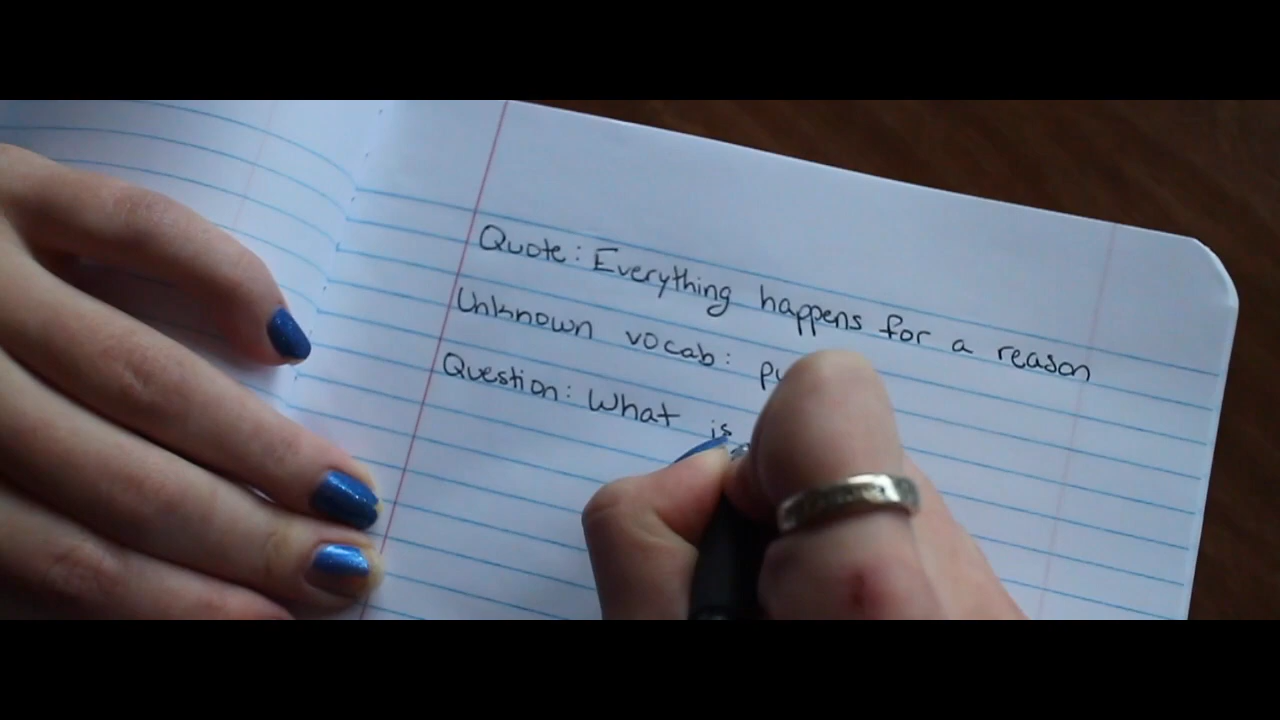 Quote: Everything happens for a reason
Unknown vocab:
Question: What is